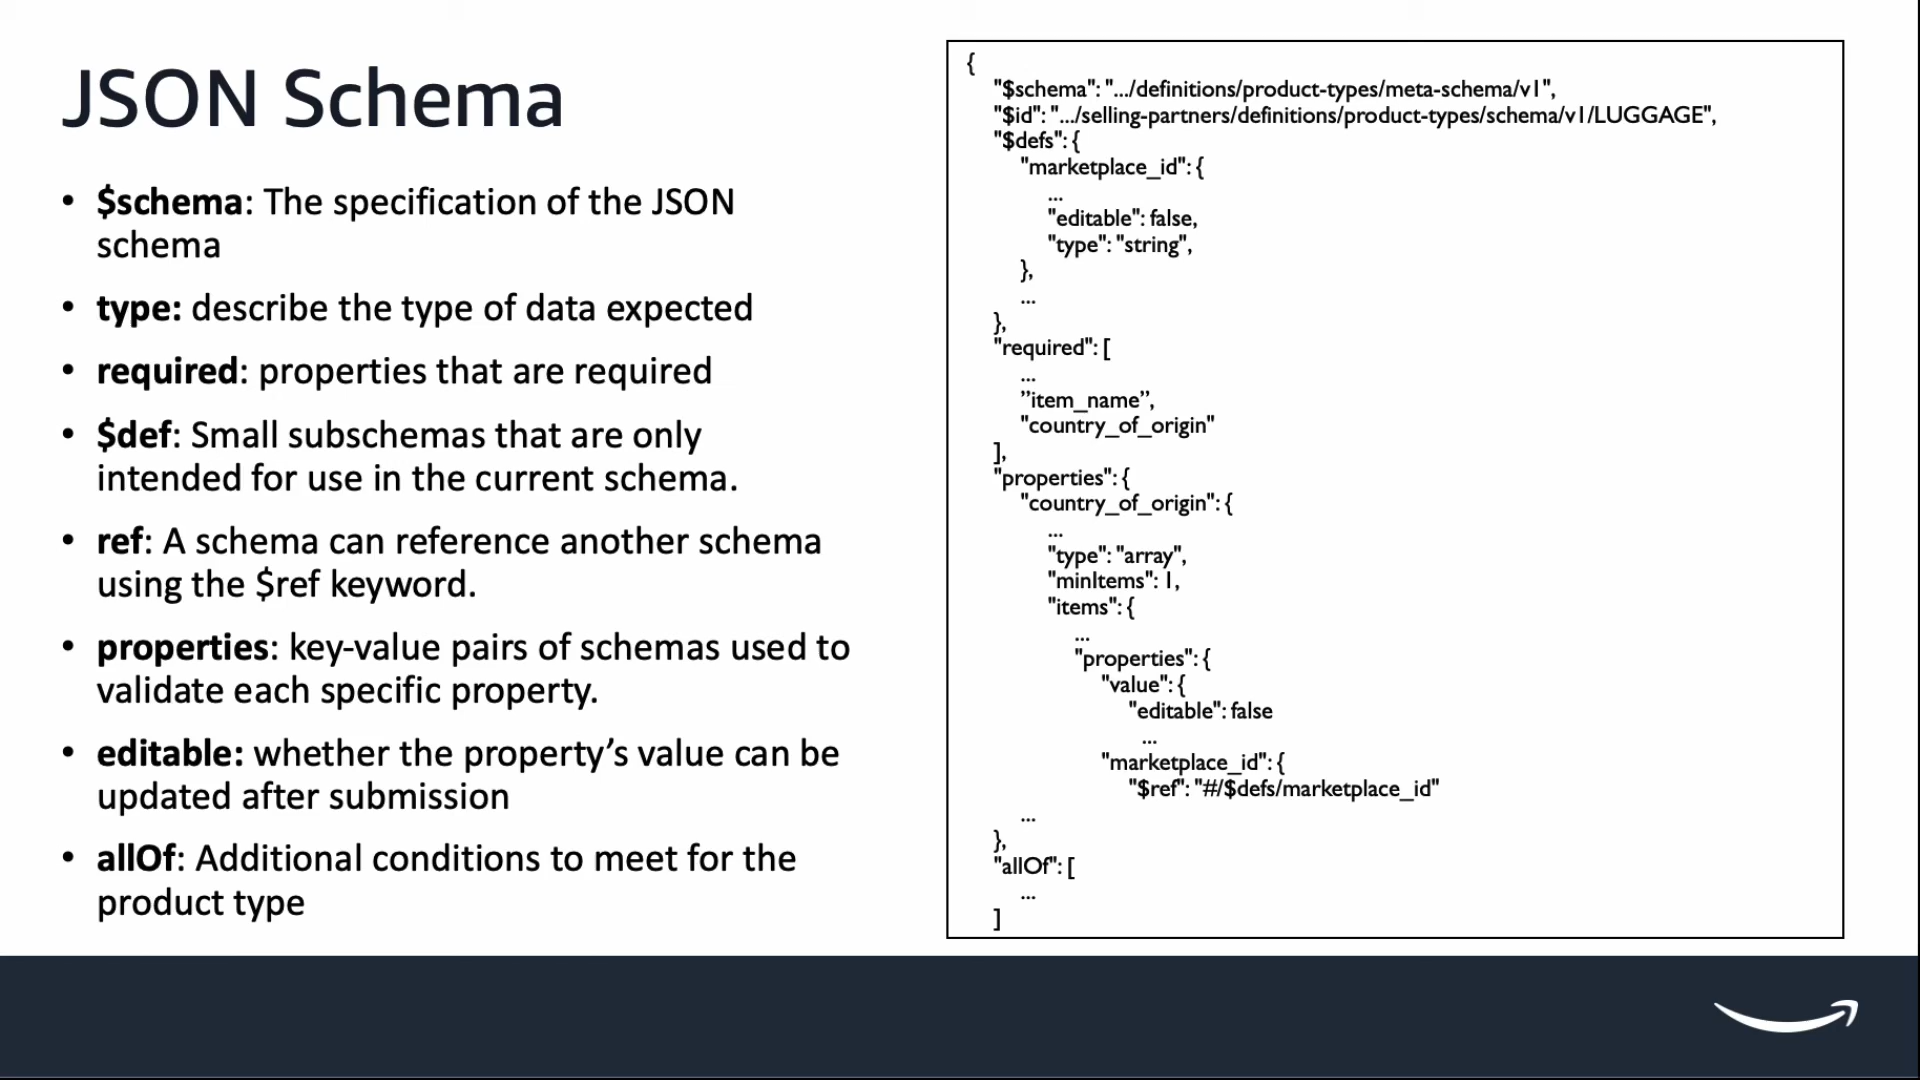 JSON Schema
• $schema: The specification of the JSON
schema
• type: describe the type of data expected
• required: properties that are required
• $def: Small subschemas that are only
intended for use in the current schema.
• ref: A schema can reference another schema
using the $ref keyword.
• properties: key-value pairs of schemas used to
validate each specific property.
• editable: whether the property’s value can be
updated after submission
• allOf: Additional conditions to meet for the
product type
{
"$schema": ".../definitions/product-types/meta-schema/v1",
"$id": ".../selling-partners/definitions/product-types/schema/v1/LUGGAGE",
"$defs": {
"marketplace_id": {
...
"editable": false,
"type": "string",
},
...
},
"required": [
...
”item_name”,
"country_of_origin"
],
"properties": {
"country_of_origin": {
...
"type": "array",
"minItems": 1,
"items": {
...
"properties": {
"value": {
"editable": false
...
"marketplace_id": {
"$ref": "#/$defs/marketplace_id"
...
},
"allOf": [
...
]